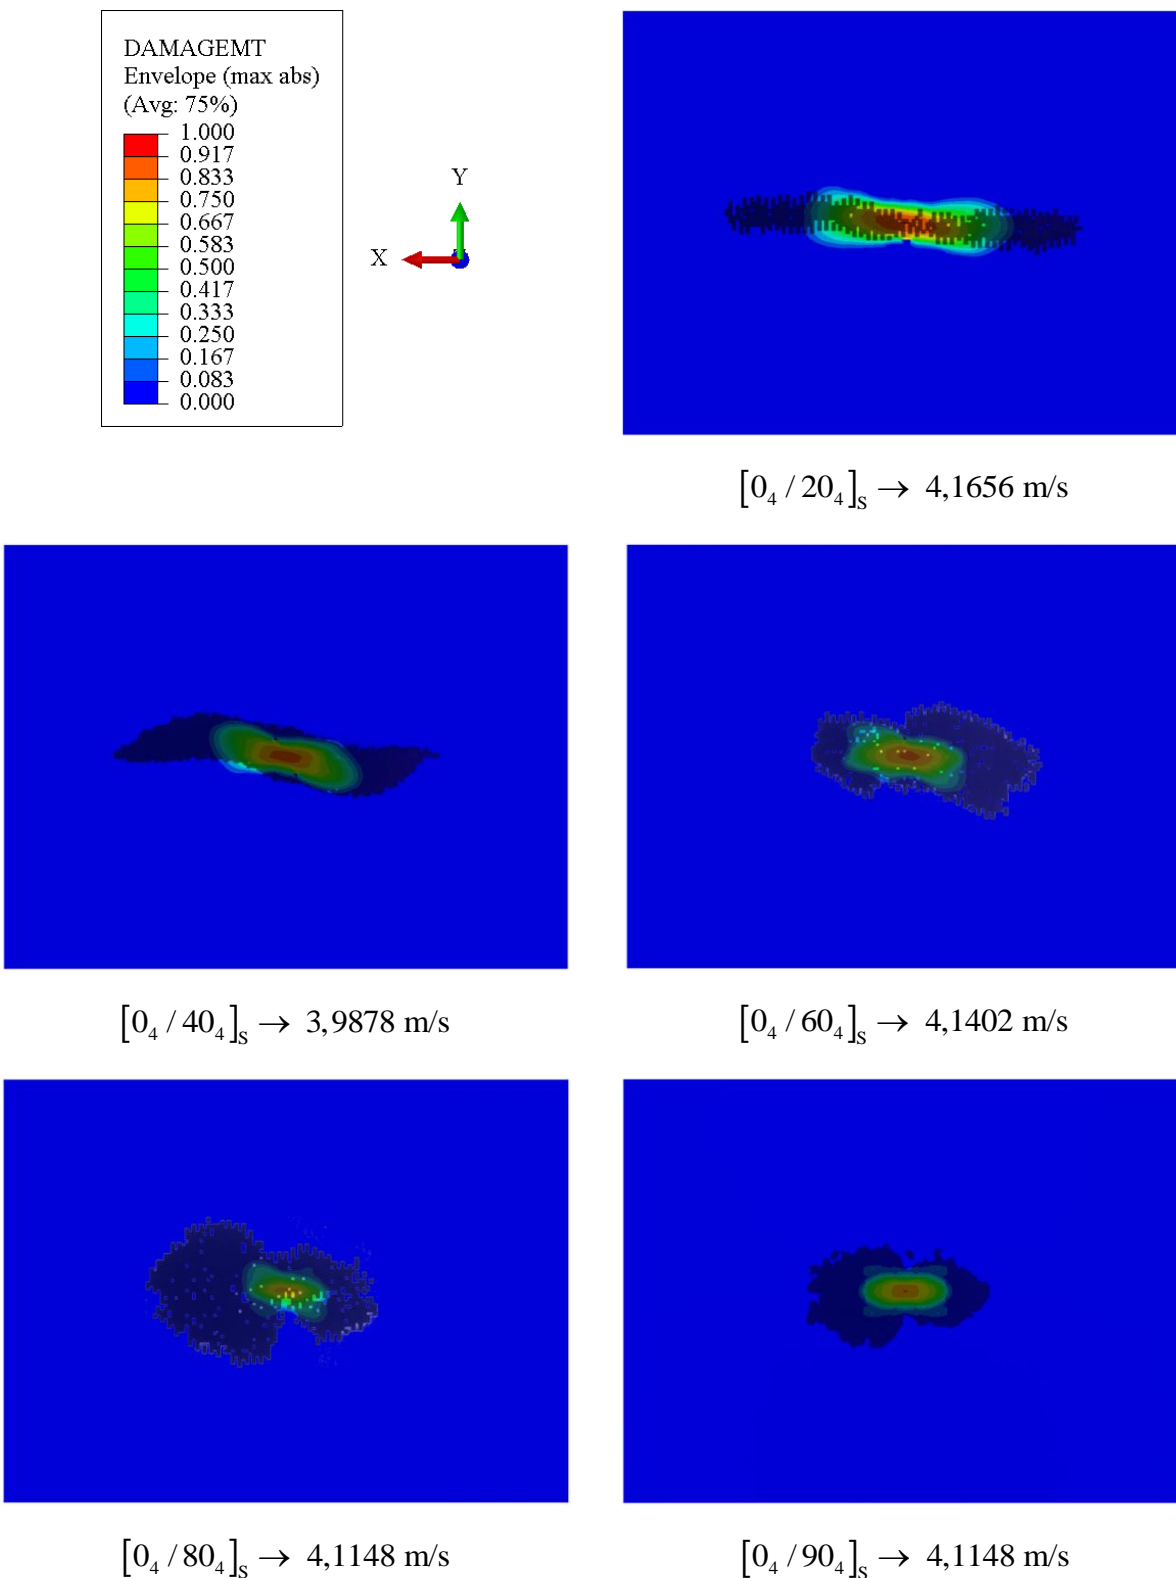 DAMAGEMT
Envelope (max abs)
(Avg: 75%)
1.000
0.917
0.833
0.750
0.667
0.583
0.500
0.417
0.333
0.250
0.167
0.083
0.000
Y
X
[0₄ / 20₄]ₛ → 4,1656 m/s
[0₄ / 40₄]ₛ → 3,9878 m/s
[0₄ / 60₄]ₛ → 4,1402 m/s
[0₄ / 80₄]ₛ → 4,1148 m/s
[0₄ / 90₄]ₛ → 4,1148 m/s